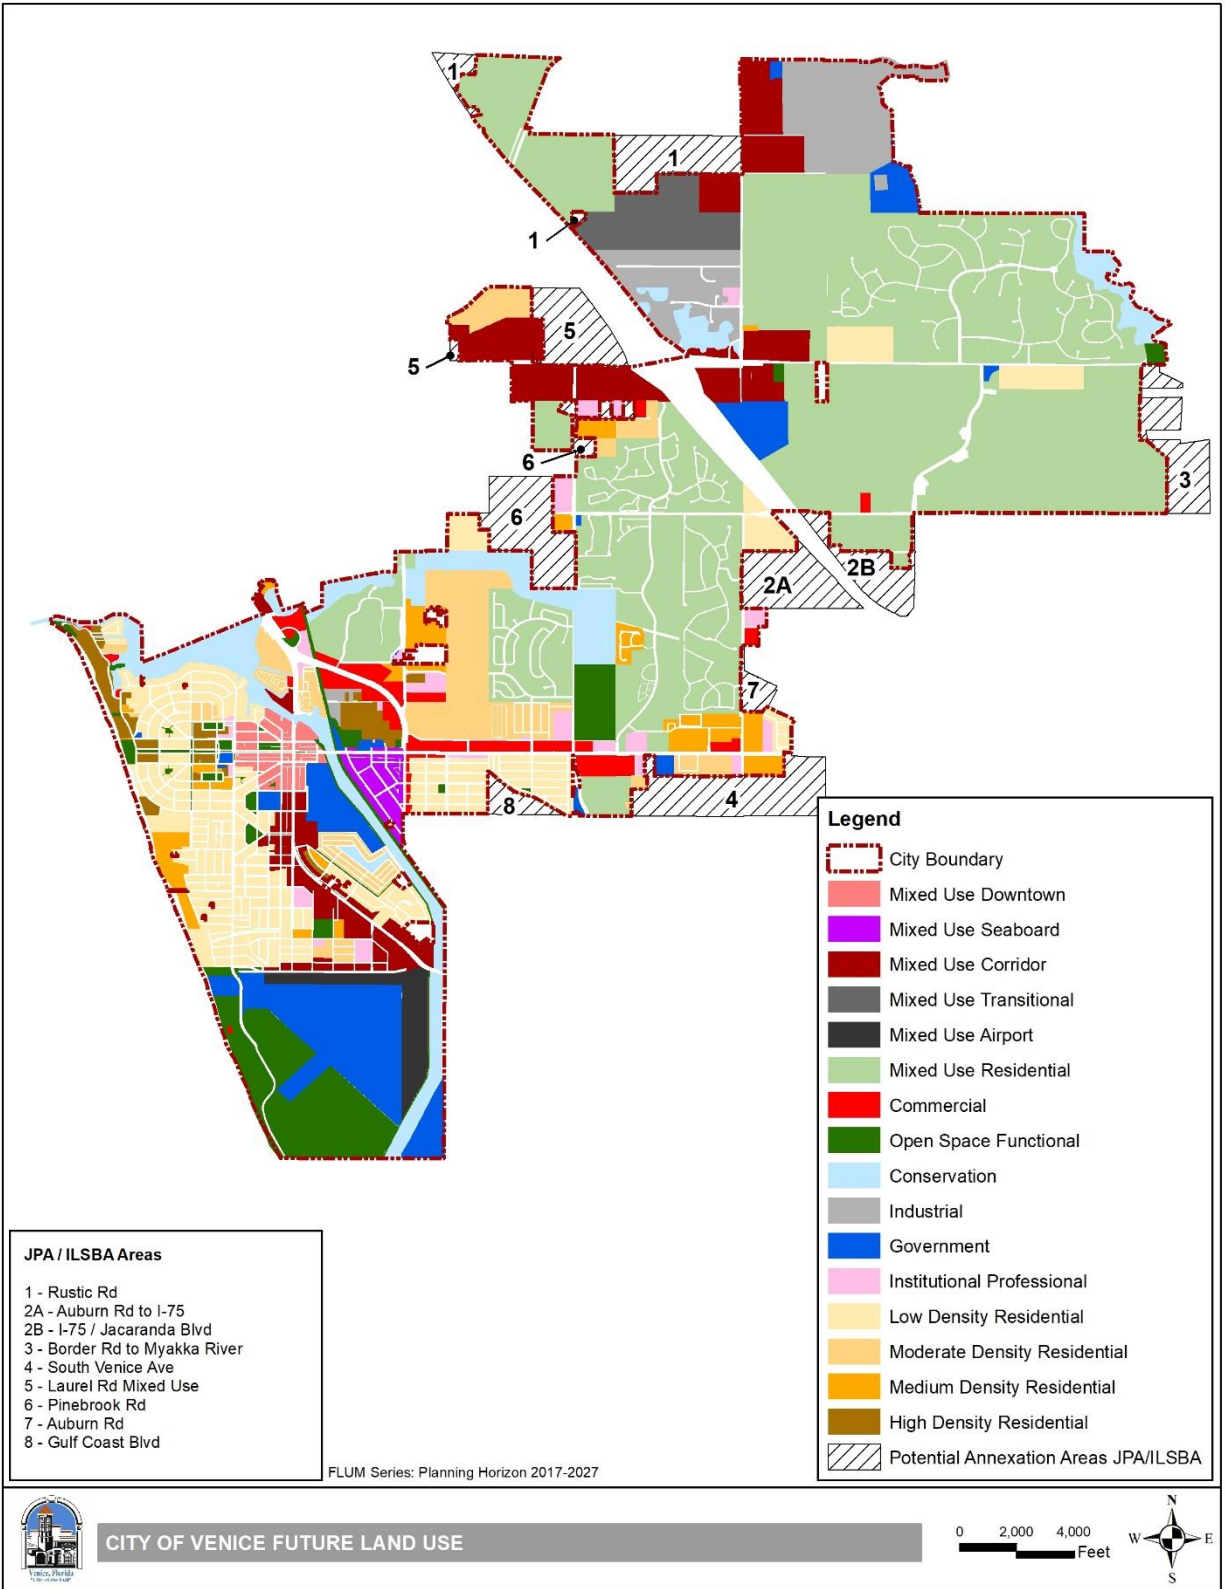 1
1
1
5
5
6
6
3
2A
2B
7
8
4
Legend
City Boundary
Mixed Use Downtown
Mixed Use Seaboard
Mixed Use Corridor
Mixed Use Transitional
Mixed Use Airport
Mixed Use Residential
Commercial
Open Space Functional
Conservation
Industrial
Government
Institutional Professional
Low Density Residential
Moderate Density Residential
Medium Density Residential
High Density Residential
Potential Annexation Areas JPA/ILSBA
JPA / ILSBA Areas
1 - Rustic Rd
2A - Auburn Rd to I-75
2B - I-75 / Jacaranda Blvd
3 - Border Rd to Myakka River
4 - South Venice Ave
5 - Laurel Rd Mixed Use
6 - Pinebrook Rd
7 - Auburn Rd
8 - Gulf Coast Blvd
FLUM Series: Planning Horizon 2017-2027
Venice, Florida
CITY OF VENICE FUTURE LAND USE
0 2,000 4,000
Feet
N
W E
S